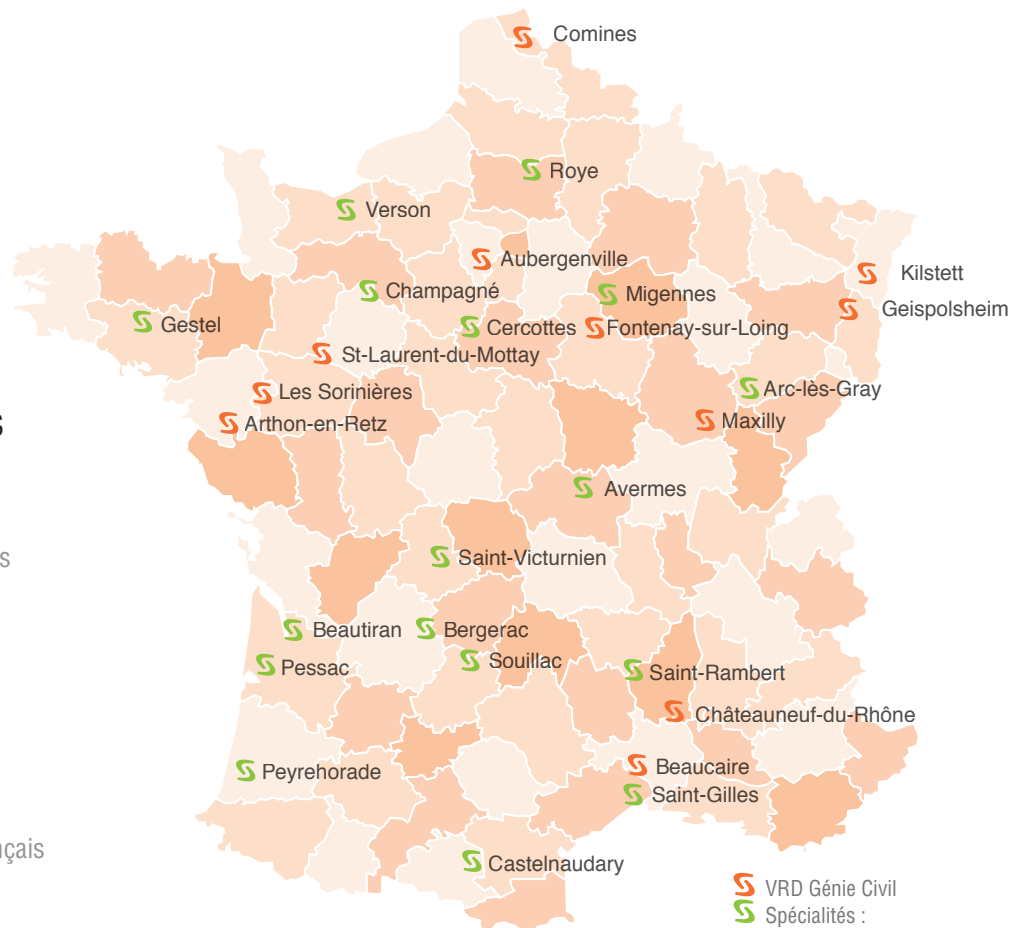 Comines
Roye
Verson
Aubergenville
Kilstett
Champagné
Migennes
Geispolsheim
Gestel
Cercottes
Fontenay-sur-Loing
St-Laurent-du-Mottay
Les Sorinières
Arc-lès-Gray
s
Arthon-en-Retz
Maxilly
Avermes
s
Saint-Victurnien
Beautiran
Bergerac
Pessac
Souillac
Saint-Rambert
Châteauneuf-du-Rhône
Beaucaire
Peyrehorade
Saint-Gilles
nçais
Castelnaudary
VRD Génie Civil
Spécialités :